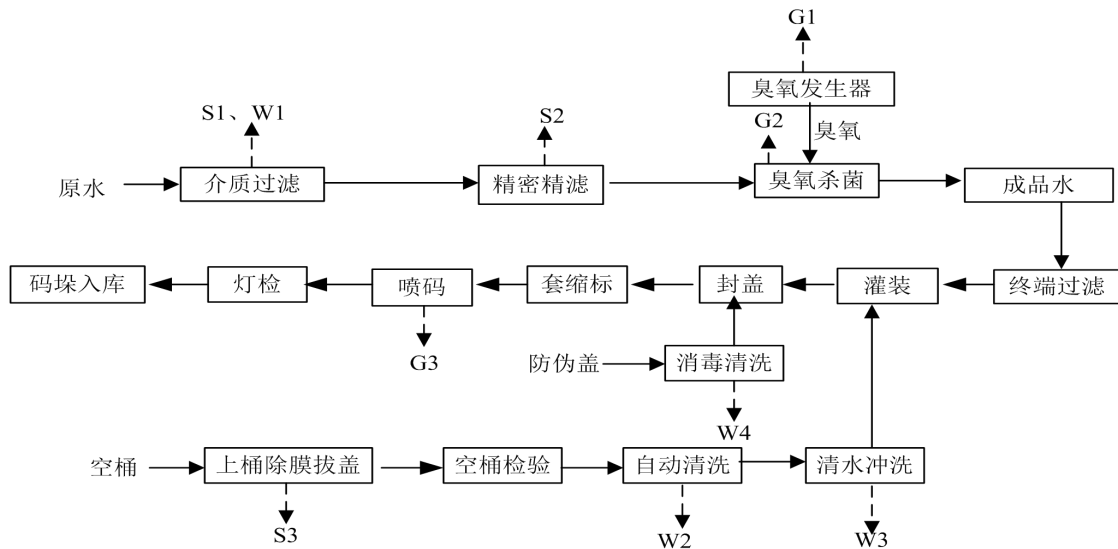 G1
臭氧发生器
S1、W1
S2
G2
臭氧
原水
介质过滤
精密精滤
臭氧杀菌
成品水
码垛入库
灯检
喷码
套缩标
封盖
灌装
终端过滤
G3
防伪盖
消毒清洗
W4
空桶
上桶除膜拔盖
空桶检验
自动清洗
清水冲洗
S3
W2
W3